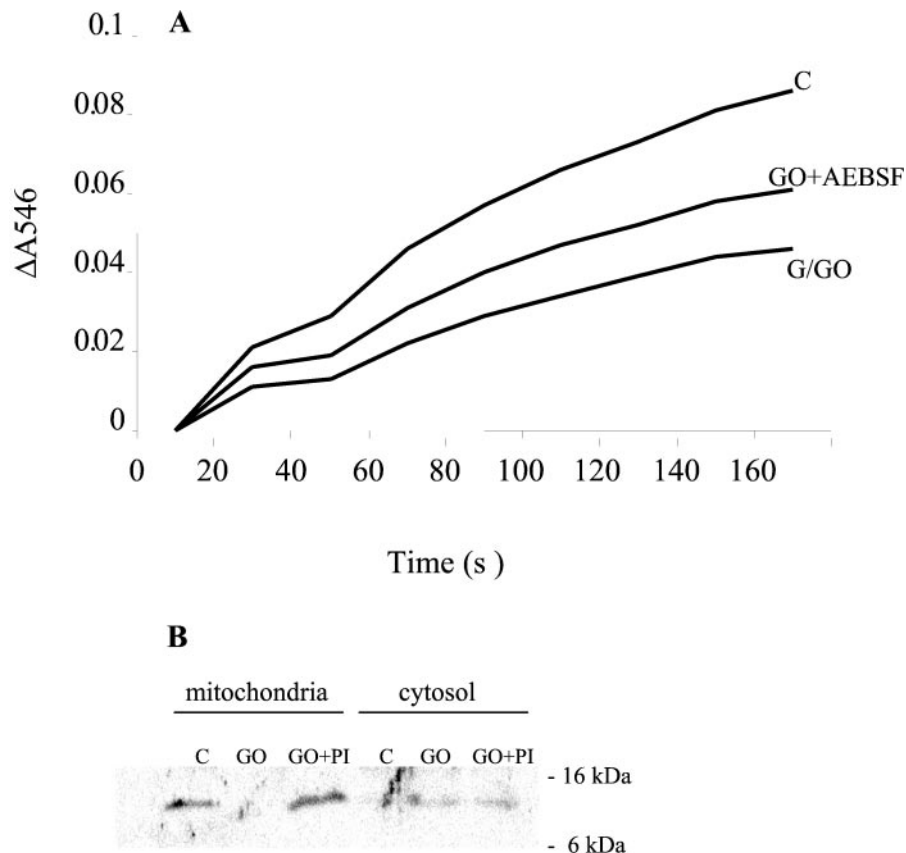 A
0.1
0.08
0.06
0.04
0.02
0
ΔA546
C
GO+AEBSF
G/GO
0 20 40 60 80 100 120 140 160
Time (s )
B
mitochondria cytosol
C GO GO+PI C GO GO+PI
- 16 kDa
- 6 kDa